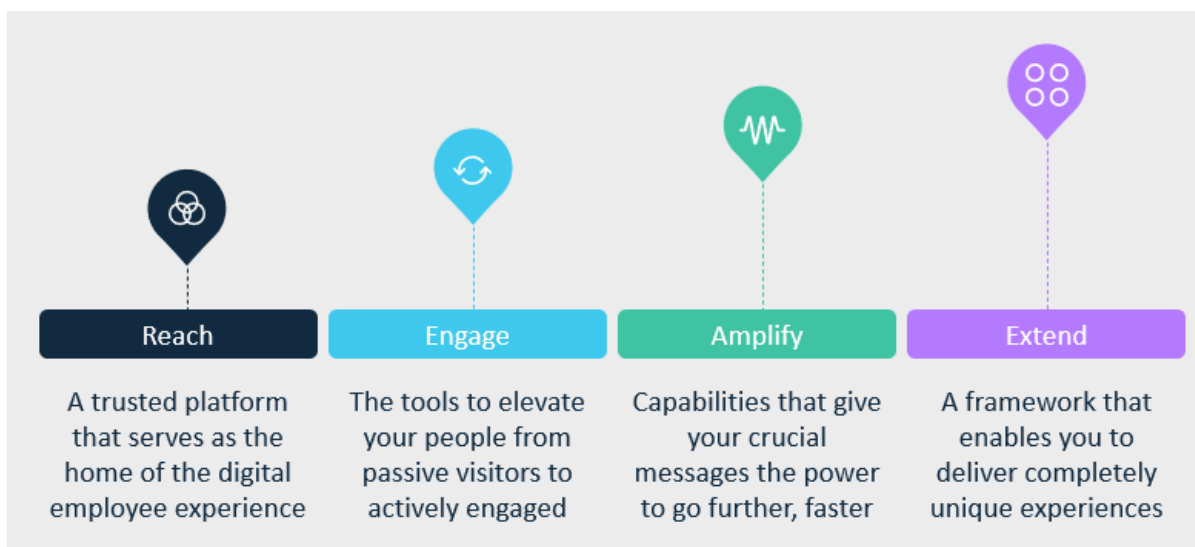 Reach
A trusted platform
that serves as the
home of the digital
employee experience
Engage
The tools to elevate
your people from
passive visitors to
actively engaged
Amplify
Capabilities that give
your crucial
messages the power
to go further, faster
Extend
A framework that
enables you to
deliver completely
unique experiences